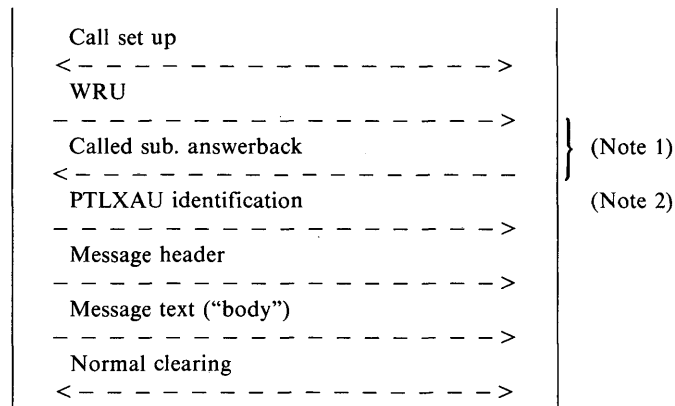 Call set up
WRU
Called sub. answerback (Note 1)
PTLXAU identification (Note 2)
Message header
Message text (“body”)
Normal clearing